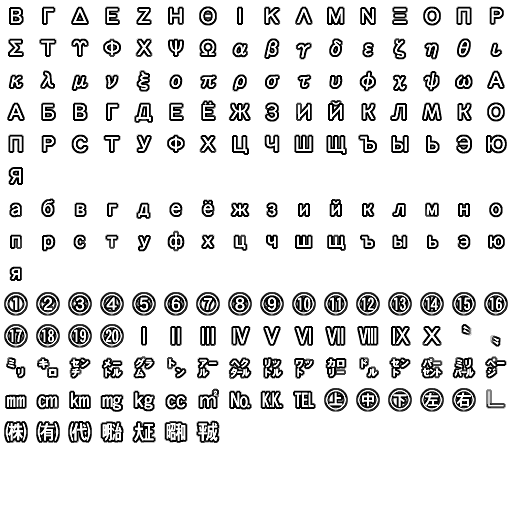 Β Γ Δ Ε Ζ Η Θ Ι Κ Λ Μ Ν Ξ Ο Π Ρ
Σ Τ Υ Φ Χ Ψ Ω α β γ δ ε ζ η θ ι
κ λ μ ν ξ ο π ρ σ τ υ φ χ ψ ω А
А Б В Г Д Е Ё Ж З И Й К Л М К О
П Р С Т У Ф Х Ц Ч Ш Щ Ъ Ы Ь Э Ю
Я
а б в г д е ё ж з и й к л м н о
п р с т у ф х ц ч ш щ ъ ы ь э ю
я
① ② ③ ④ ⑤ ⑥ ⑦ ⑧ ⑨ ⑩ ⑪ ⑫ ⑬ ⑭ ⑮ ⑯
⑰ ⑱ ⑲ ⑳ Ⅰ Ⅱ Ⅲ Ⅳ Ⅴ Ⅵ Ⅶ Ⅷ Ⅸ Ⅹ 〝 〟
㍉ ㌔ ㌢ ㍍ ㌘ ㌧ ㌃ ㌶ ㍑ ㍗ ㌍ ㌦ ㌣ ㌫ ㍊ ㌻
㎜ ㎝ ㎞ ㎎ ㎏ ㏄ ㎡ № ㏍ ℡ ㊤ ㊥ ㊦ ㊧ ㊨ ∟
㈱ ㈲ ㈹ ㍾ ㍽ ㍼ ㍻